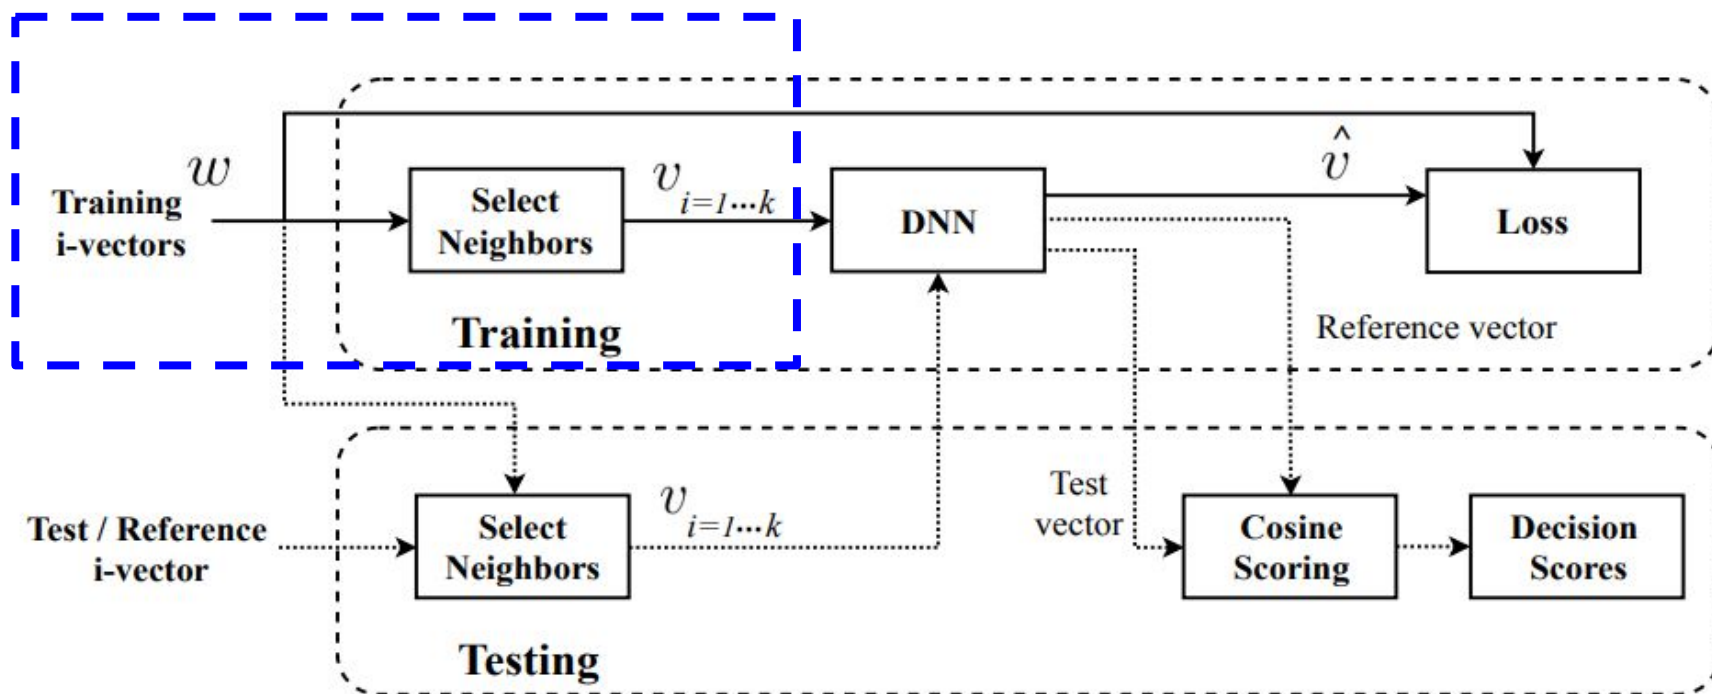 w
Training
i-vectors
Select
Neighbors
v i=1...k
DNN
v̂
Loss
Training
Reference vector
Test / Reference
i-vector
Select
Neighbors
v i=1...k
Test
vector
Cosine
Scoring
Decision
Scores
Testing